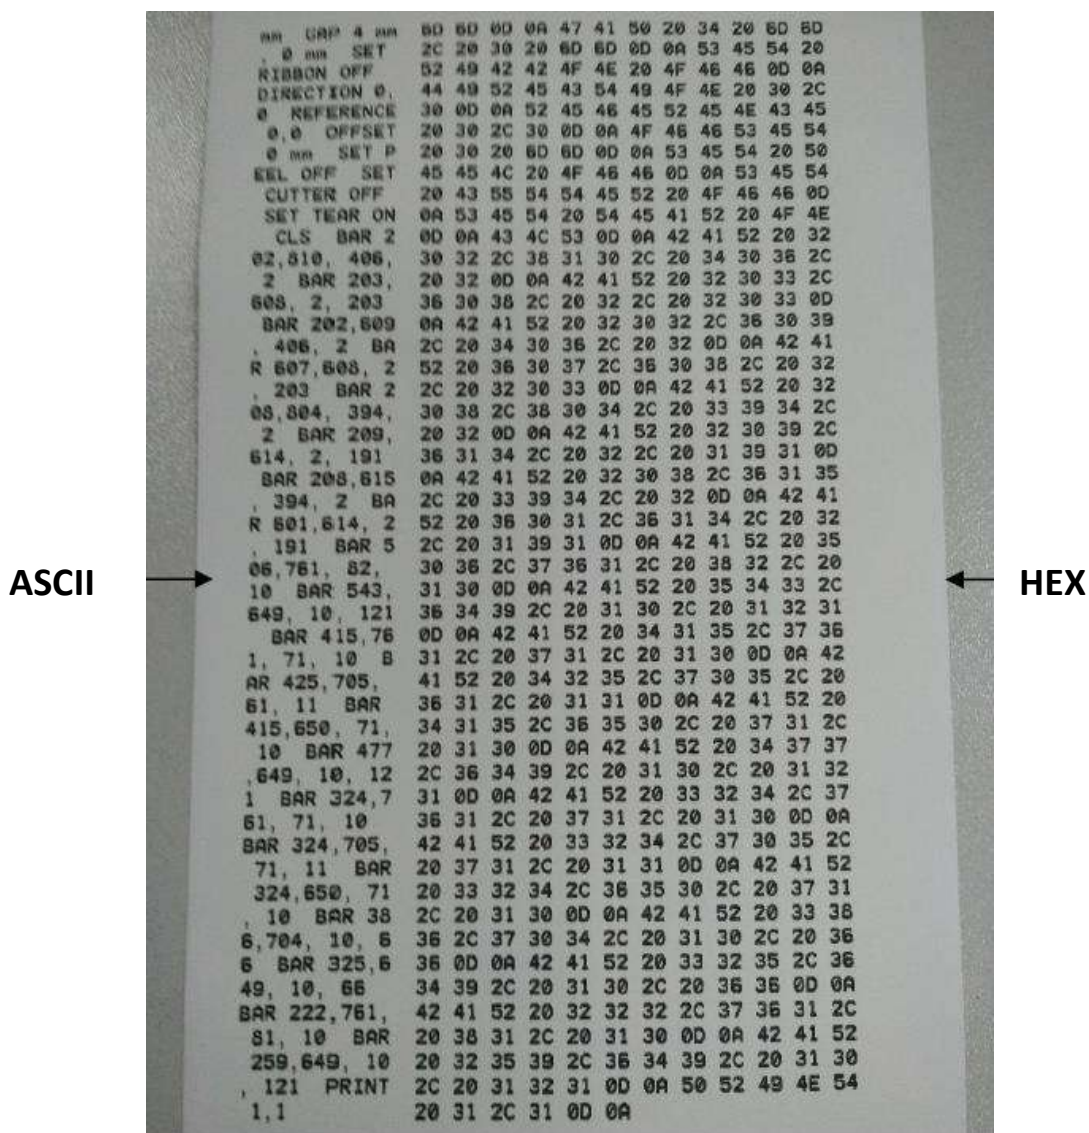 ASCII
HEX
mm GAP 4 mm 6D 6D 0D 0A 47 41 50 20 34 20 6D 6D
, 0 mm SET 2C 20 30 20 6D 6D 0D 0A 53 45 54 20
RIBBON OFF 52 49 42 42 4F 4E 20 4F 46 46 0D 0A
DIRECTION 0, 44 49 52 45 43 54 49 4F 4E 20 30 2C
0 REFERENCE 30 0D 0A 52 45 46 45 52 45 4E 43 45
0,0 OFFSET 20 30 2C 30 0D 0A 4F 46 46 53 45 54
0 mm SET P 20 30 20 6D 6D 0D 0A 53 45 54 20 50
EEL OFF SET 45 45 4C 20 4F 46 46 0D 0A 53 45 54
CUTTER OFF 20 43 55 54 54 45 52 20 4F 46 46 0D
SET TEAR ON 0A 53 45 54 20 54 45 41 52 20 4F 4E
CLS BAR 2 0D 0A 43 4C 53 0D 0A 42 41 52 20 32
02,810, 406, 30 32 2C 38 31 30 2C 20 34 30 36 2C
2 BAR 203, 20 32 0D 0A 42 41 52 20 32 30 33 2C
608, 2, 203 36 30 38 2C 20 32 2C 20 32 30 33 0D
BAR 202,609 0A 42 41 52 20 32 30 32 2C 36 30 39
, 406, 2 BA 2C 20 34 30 36 2C 20 32 0D 0A 42 41
R 607,608, 2 52 20 36 30 37 2C 36 30 38 2C 20 32
, 203 BAR 2 2C 20 32 30 33 0D 0A 42 41 52 20 32
08,804, 394, 30 38 2C 38 30 34 2C 20 33 39 34 2C
2 BAR 209, 20 32 0D 0A 42 41 52 20 32 30 39 2C
614, 2, 191 36 31 34 2C 20 32 2C 20 31 39 31 0D
BAR 208,615 0A 42 41 52 20 32 30 38 2C 36 31 35
, 394, 2 BA 2C 20 33 39 34 2C 20 32 0D 0A 42 41
R 601,614, 2 52 20 36 30 31 2C 36 31 34 2C 20 32
, 191 BAR 5 2C 20 31 39 31 0D 0A 42 41 52 20 35
06,761, 82, 30 36 2C 37 36 31 2C 20 38 32 2C 20
10 BAR 543, 31 30 0D 0A 42 41 52 20 35 34 33 2C
649, 10, 121 36 34 39 2C 20 31 30 2C 20 31 32 31
BAR 415,76 0D 0A 42 41 52 20 34 31 35 2C 37 36
1, 71, 10 B 31 2C 20 37 31 2C 20 31 30 0D 0A 42
AR 425,705, 41 52 20 34 32 35 2C 37 30 35 2C 20
61, 11 BAR 36 31 2C 20 31 31 0D 0A 42 41 52 20
415,650, 71, 34 31 35 2C 36 35 30 2C 20 37 31 2C
10 BAR 477 20 31 30 0D 0A 42 41 52 20 34 37 37
,649, 10, 12 2C 36 34 39 2C 20 31 30 2C 20 31 32
1 BAR 324,7 31 0D 0A 42 41 52 20 33 32 34 2C 37
61, 71, 10 36 31 2C 20 37 31 2C 20 31 30 0D 0A
BAR 324,705, 42 41 52 20 33 32 34 2C 37 30 35 2C
71, 11 BAR 20 37 31 2C 20 31 31 0D 0A 42 41 52
324,650, 71 20 33 32 34 2C 36 35 30 2C 20 37 31
, 10 BAR 38 2C 20 31 30 0D 0A 42 41 52 20 33 38
6,704, 10, 6 36 2C 37 30 34 2C 20 31 30 2C 20 36
6 BAR 325,6 36 0D 0A 42 41 52 20 33 32 35 2C 36
49, 10, 66 34 39 2C 20 31 30 2C 20 36 36 0D 0A
BAR 222,761, 42 41 52 20 32 32 32 2C 37 36 31 2C
81, 10 BAR 20 38 31 2C 20 31 30 0D 0A 42 41 52
259,649, 10 20 32 35 39 2C 36 34 39 2C 20 31 30
, 121 PRINT 2C 20 31 32 31 0D 0A 50 52 49 4E 54
1,1 20 31 2C 31 0D 0A